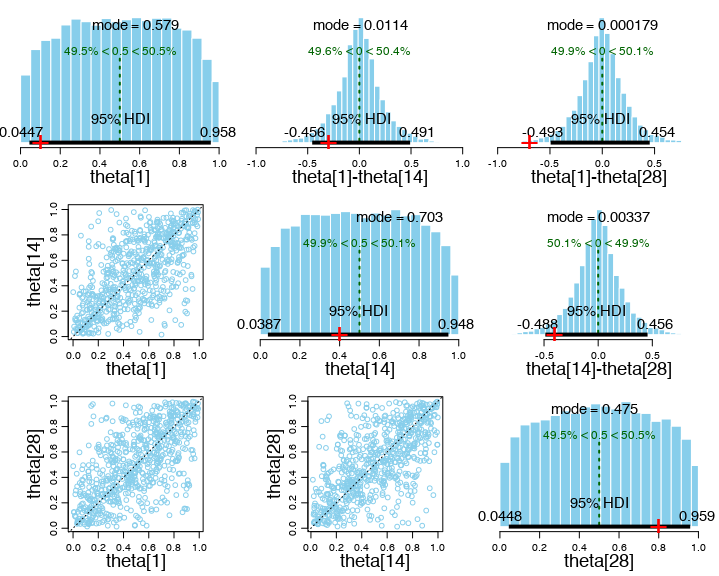 mode = 0.579
49.5% < 0.5 < 50.5%
95% HDI
0.0447 0.958
0.0 0.2 0.4 0.6 0.8 1.0
theta[1]
mode = 0.0114
49.6% < 0 < 50.4%
95% HDI
-0.456 0.491
-1.0 -0.5 0.0 0.5 1.0
theta[1]-theta[14]
mode = 0.000179
49.9% < 0 < 50.1%
95% HDI
-0.493 0.454
-1.0 -0.5 0.0 0.5
theta[1]-theta[28]
theta[14]
0.0 0.2 0.4 0.6 0.8 1.0
0.0 0.2 0.4 0.6 0.8 1.0
theta[1]
mode = 0.703
49.9% < 0.5 < 50.1%
95% HDI
0.0387 0.948
0.0 0.2 0.4 0.6 0.8 1.0
theta[14]
mode = 0.00337
50.1% < 0 < 49.9%
95% HDI
-0.488 0.456
-0.5 0.0 0.5
theta[14]-theta[28]
theta[28]
0.0 0.2 0.4 0.6 0.8 1.0
0.0 0.2 0.4 0.6 0.8 1.0
theta[1]
theta[28]
0.0 0.2 0.4 0.6 0.8 1.0
0.0 0.2 0.4 0.6 0.8 1.0
theta[14]
mode = 0.475
49.5% < 0.5 < 50.5%
95% HDI
0.0448 0.959
0.0 0.2 0.4 0.6 0.8 1.0
theta[28]